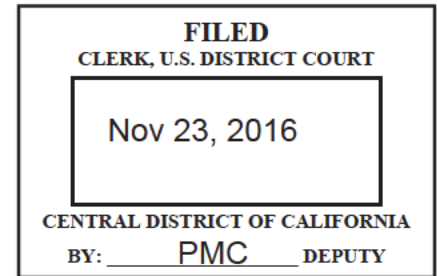 FILED
CLERK, U.S. DISTRICT COURT
Nov 23, 2016
CENTRAL DISTRICT OF CALIFORNIA
BY: PMC DEPUTY